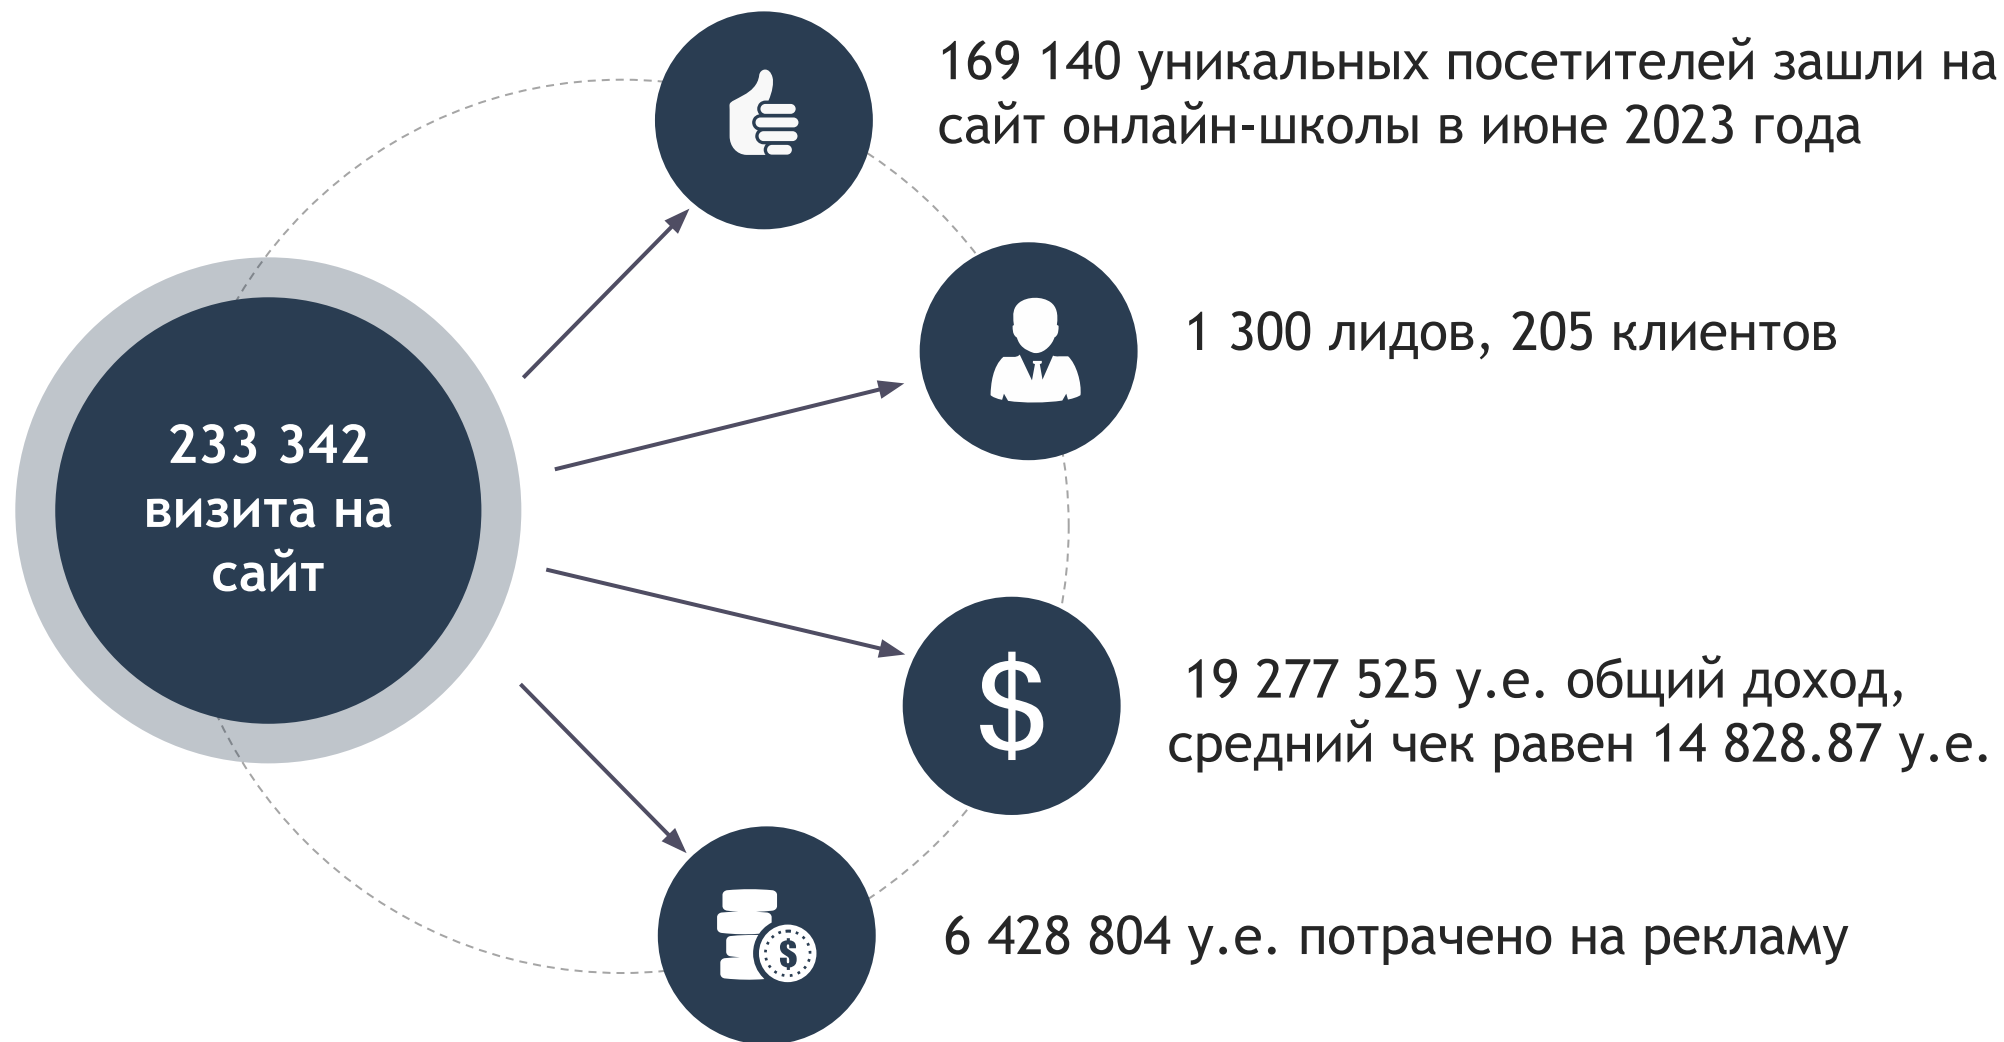 169 140 уникальных посетителей зашли на
сайт онлайн-школы в июне 2023 года
1 300 лидов, 205 клиентов
233 342
визита на
сайт
$
19 277 525 у.е. общий доход,
средний чек равен 14 828.87 у.е.
$
6 428 804 у.е. потрачено на рекламу